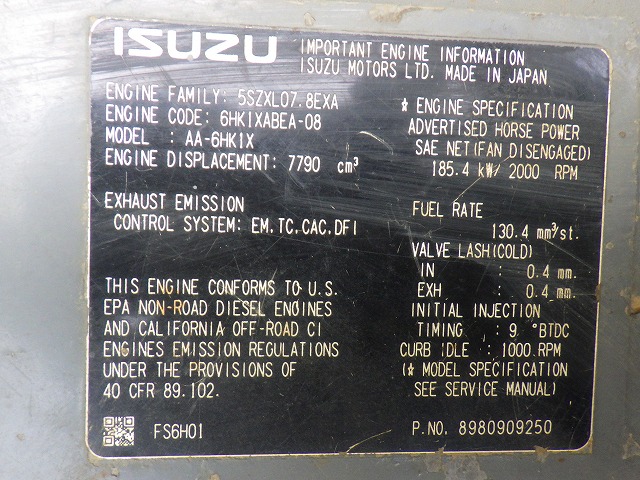 ISUZU
IMPORTANT ENGINE INFORMATION
ISUZU MOTORS LTD. MADE IN JAPAN
ENGINE FAMILY: 5SZXL07.8EXA
ENGINE CODE: 6HK1XABEA-08
MODEL : AA-6HK1X
ENGINE DISPLACEMENT: 7790 cm³
EXHAUST EMISSION
CONTROL SYSTEM: EM,TC,CAC,DFI
THIS ENGINE CONFORMS TO U.S.
EPA NON-ROAD DIESEL ENGINES
AND CALIFORNIA OFF-ROAD CI
ENGINES EMISSION REGULATIONS
UNDER THE PROVISIONS OF
40 CFR 89.102.
FS6H01
* ENGINE SPECIFICATION
ADVERTISED HORSE POWER
SAE NET(FAN DISENGAGED)
185.4 kW/ 2000 RPM
FUEL RATE
130.4 mm³/st.
VALVE LASH(COLD)
IN : 0.4 mm.
EXH : 0.4 mm.
INITIAL INJECTION
TIMING : 9 °BTDC
CURB IDLE : 1000 RPM
(* MODEL SPECIFICATION
SEE SERVICE MANUAL)
P.NO. 8980909250